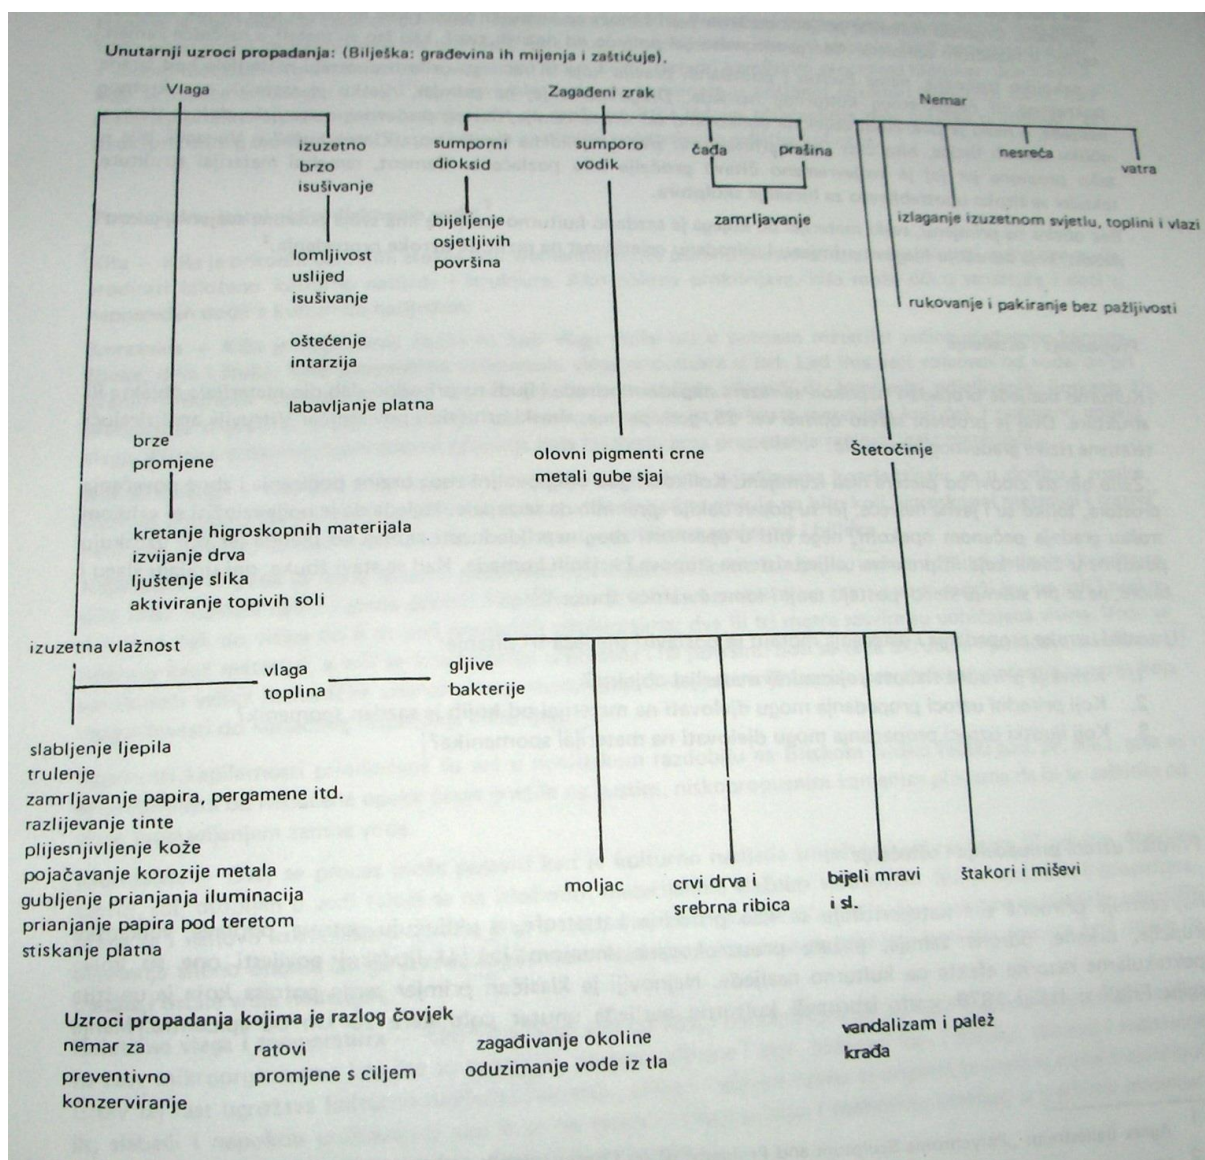 Unutarnji uzroci propadanja: (Bilješka: građevina ih mijenja i zaštićuje).
Vlaga
izuzetno
brzo
isušivanje
lomljivost
uslijed
isušivanje
oštećenje
intarzija
labavljanje platna
brze
promjene
kretanje higroskopnih materijala
izvijanje drva
ljuštenje slika
aktiviranje topivih soli
izuzetna vlažnost
vlaga
toplina
gljive
bakterije
slabljenje ljepila
trulenje
zamrljavanje papira, pergamene itd.
razlijevanje tinte
plijesnjivljenje kože
pojačavanje korozije metala
gubljenje prianjanja iluminacija
prianjanje papira pod teretom
stiskanje platna
Zagađeni zrak
sumporni
dioksid
bijeljenje
osjetljivih
površina
sumporo
vodik
olovni pigmenti crne
metali gube sjaj
čađa
prašina
zamrljavanje
Nemar
nesreća
vatra
izlaganje izuzetnom svjetlu, toplini i vlazi
rukovanje i pakiranje bez pažljivosti
Štetočinje
moljac
crvi drva i
srebrna ribica
bijeli mravi
i sl.
štakori i miševi
Uzroci propadanja kojima je razlog čovjek
nemar za
preventivno
konzerviranje
ratovi
promjene s ciljem
zagađivanje okoline
oduzimanje vode iz tla
vandalizam i palež
krađa